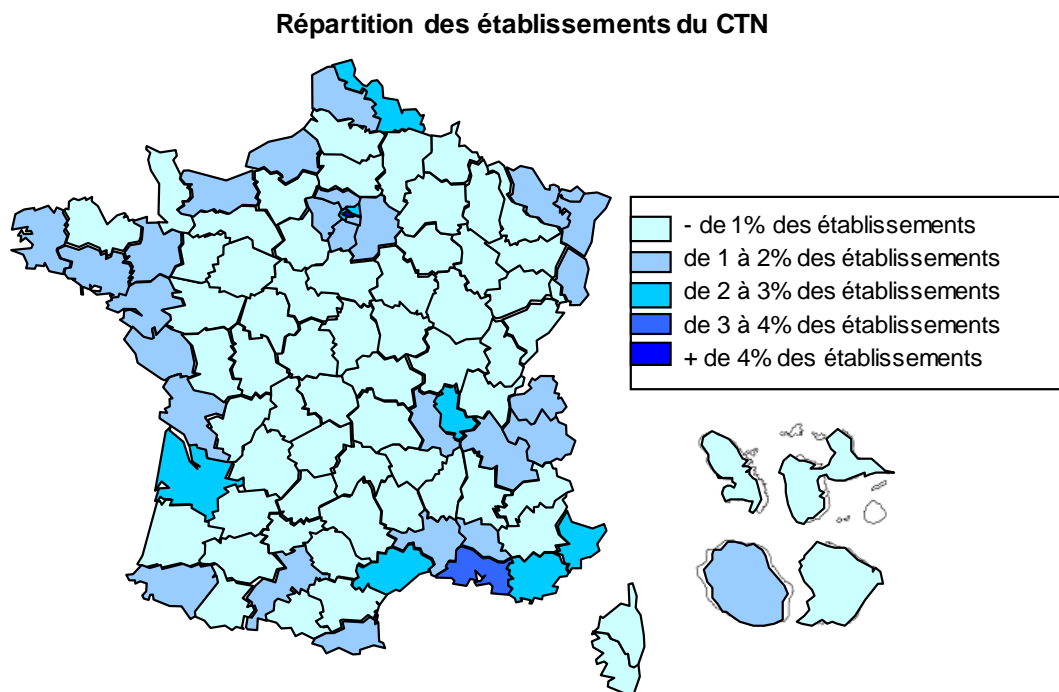 Répartition des établissements du CTN
- de 1% des établissements
de 1 à 2% des établissements
de 2 à 3% des établissements
de 3 à 4% des établissements
+ de 4% des établissements